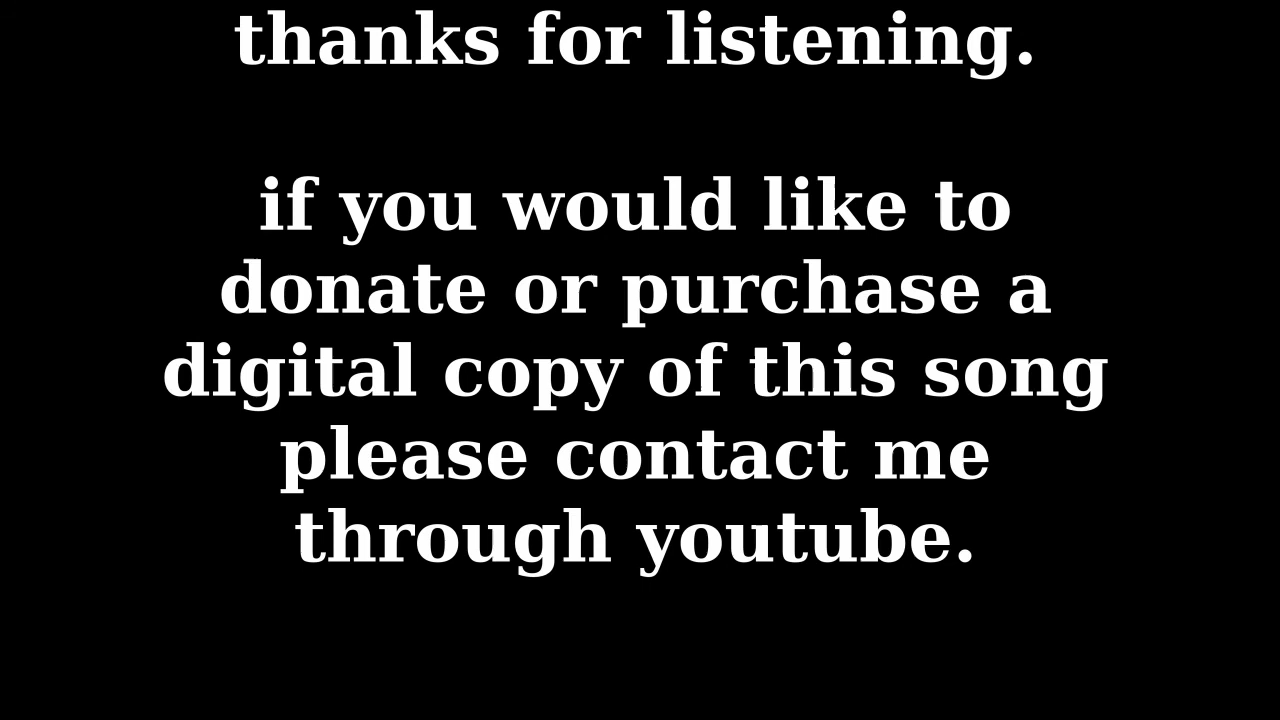 thanks for listening.
if you would like to
donate or purchase a
digital copy of this song
please contact me
through youtube.